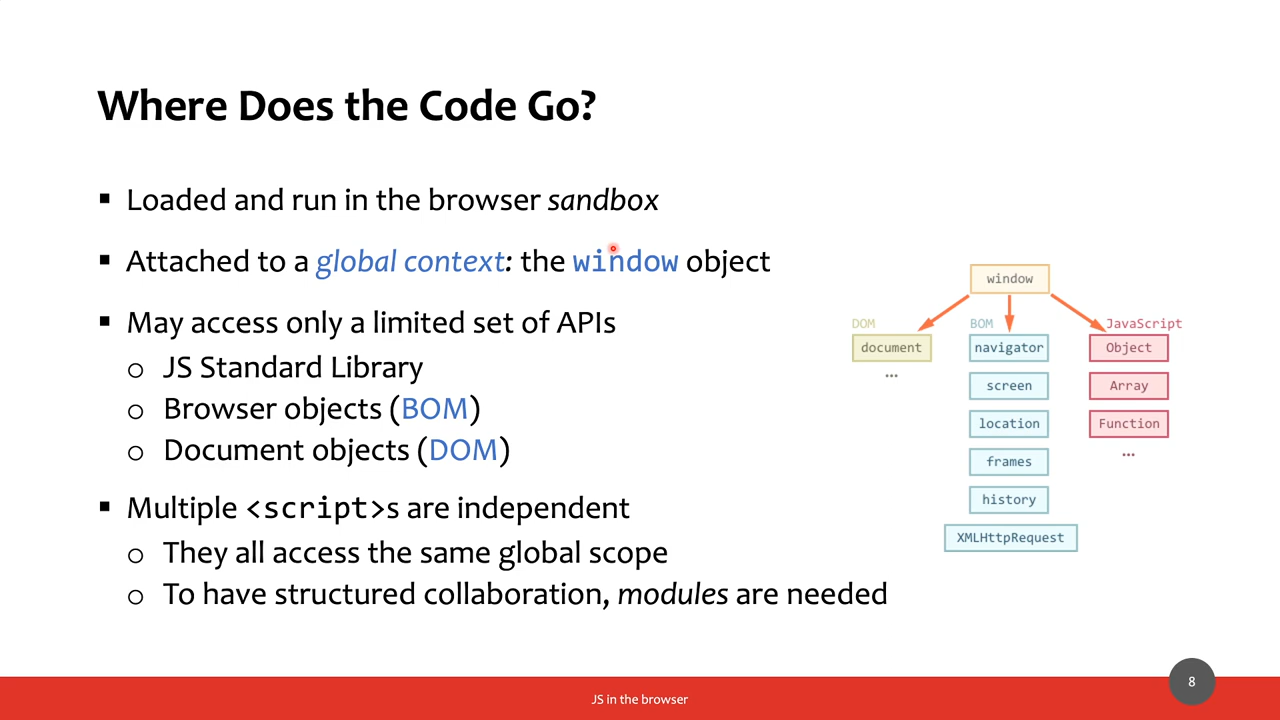 Where Does the Code Go?
▪ Loaded and run in the browser sandbox
▪ Attached to a global context: the window object
▪ May access only a limited set of APIs
o JS Standard Library
o Browser objects (BOM)
o Document objects (DOM)
▪ Multiple <script>s are independent
o They all access the same global scope
o To have structured collaboration, modules are needed
window
DOM BOM JavaScript
document navigator Object
... screen Array
location Function
frames ...
history
XMLHttpRequest
JS in the browser
8